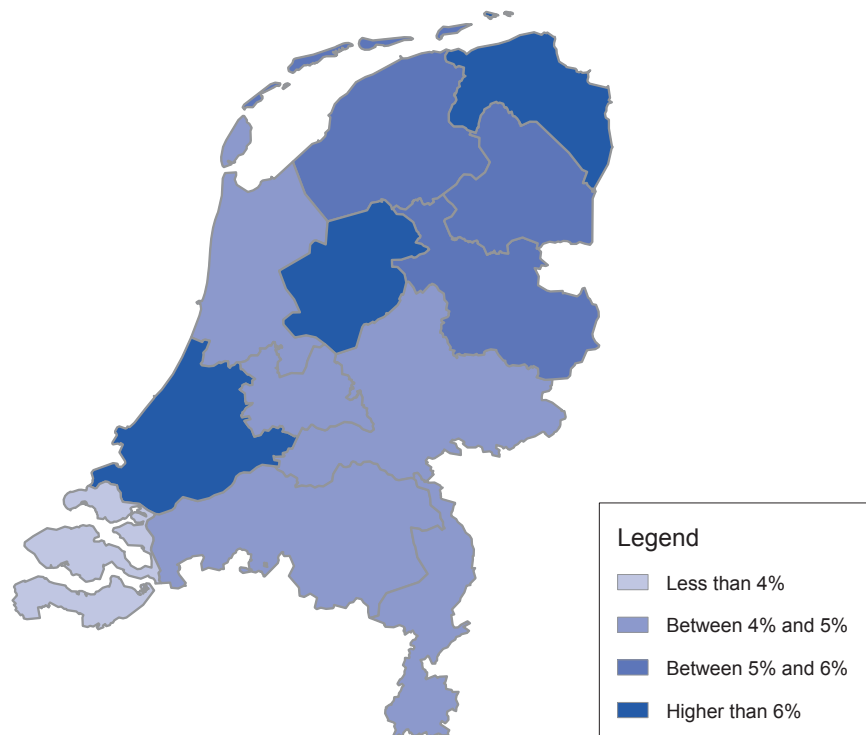 Legend
Less than 4%
Between 4% and 5%
Between 5% and 6%
Higher than 6%